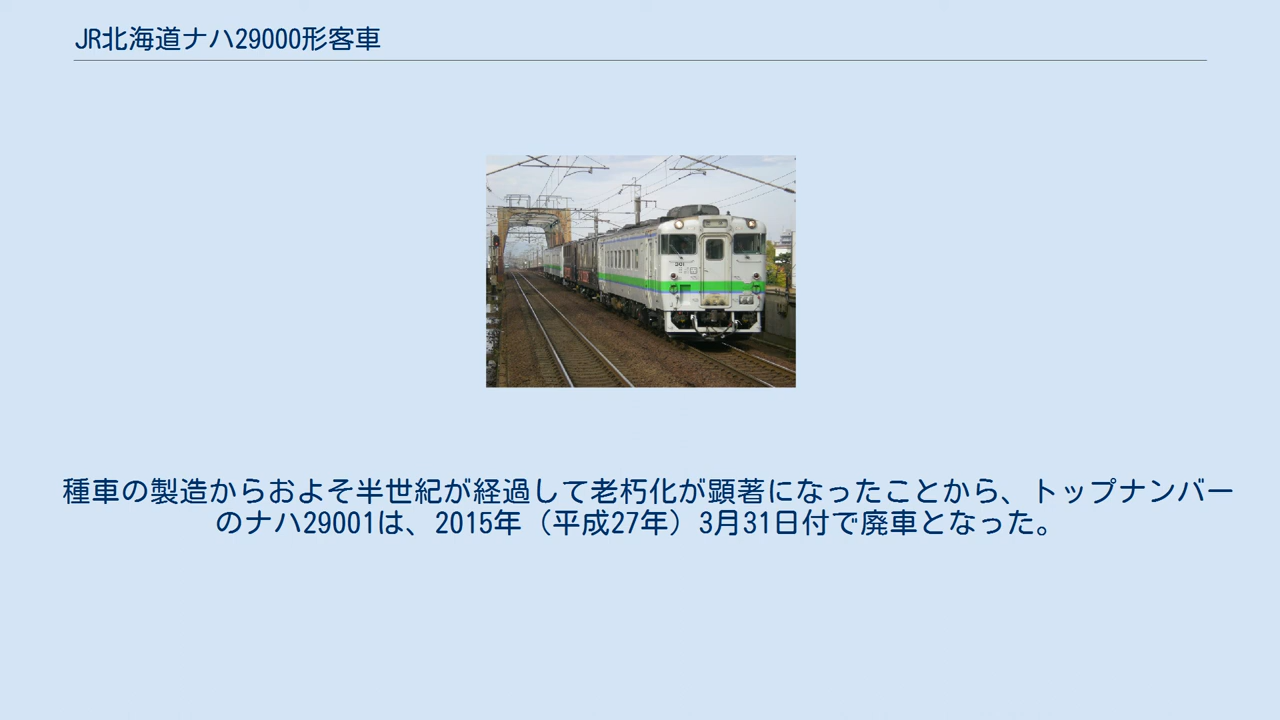 JR北海道ナハ29000形客車
種車の製造からおよそ半世紀が経過して老朽化が顕著になったことから、トップナンバー
のナハ29001は、2015年（平成27年）3月31日付で廃車となった。